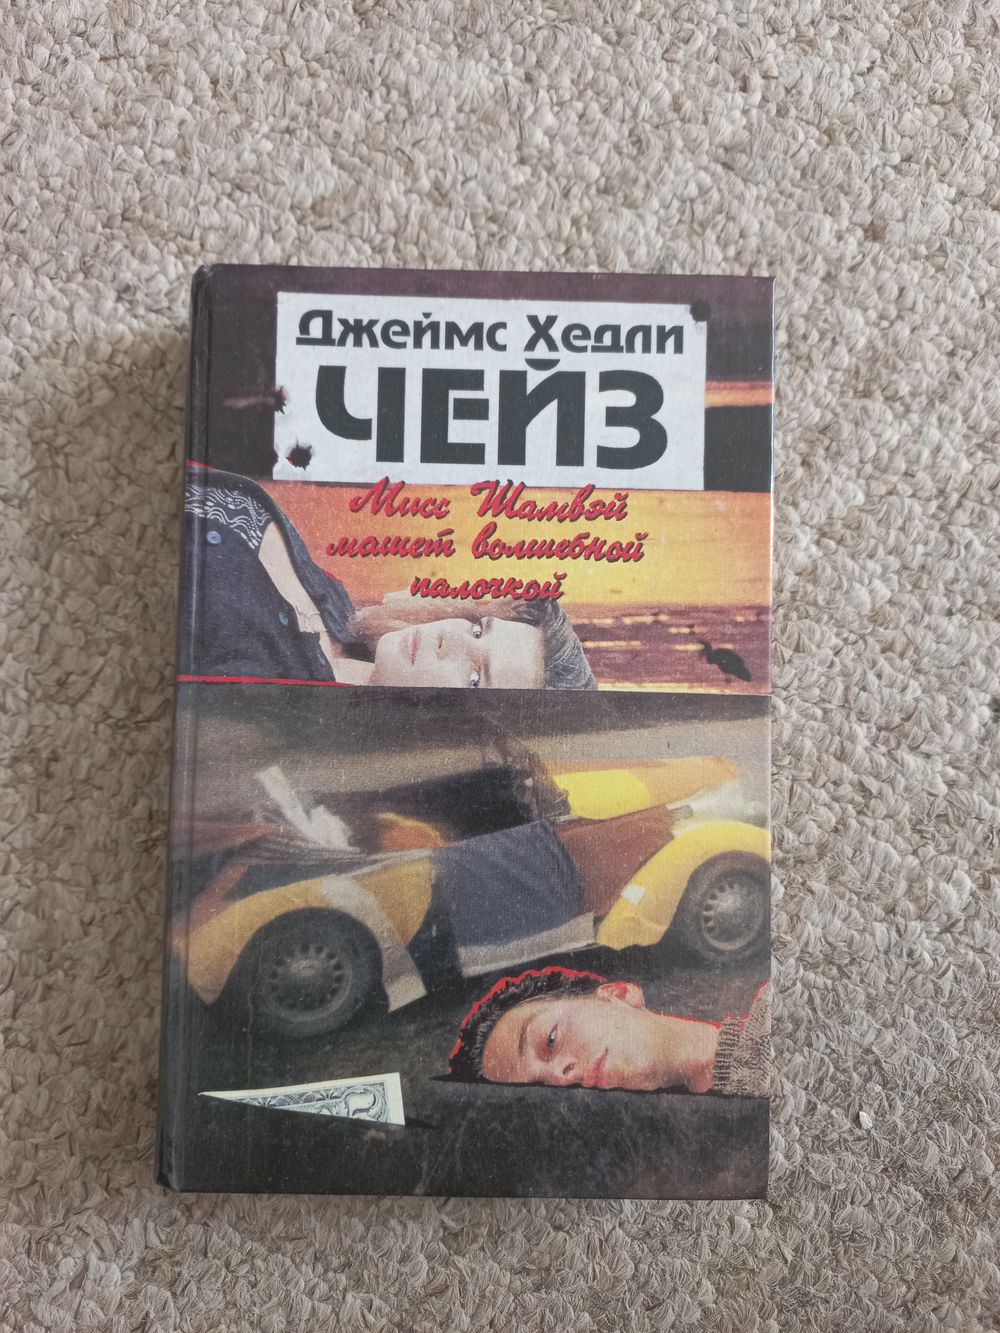 Джеймс Хедли
ЧЕЙЗ
Мисс Шамвэй
машет волшебной
палочкой